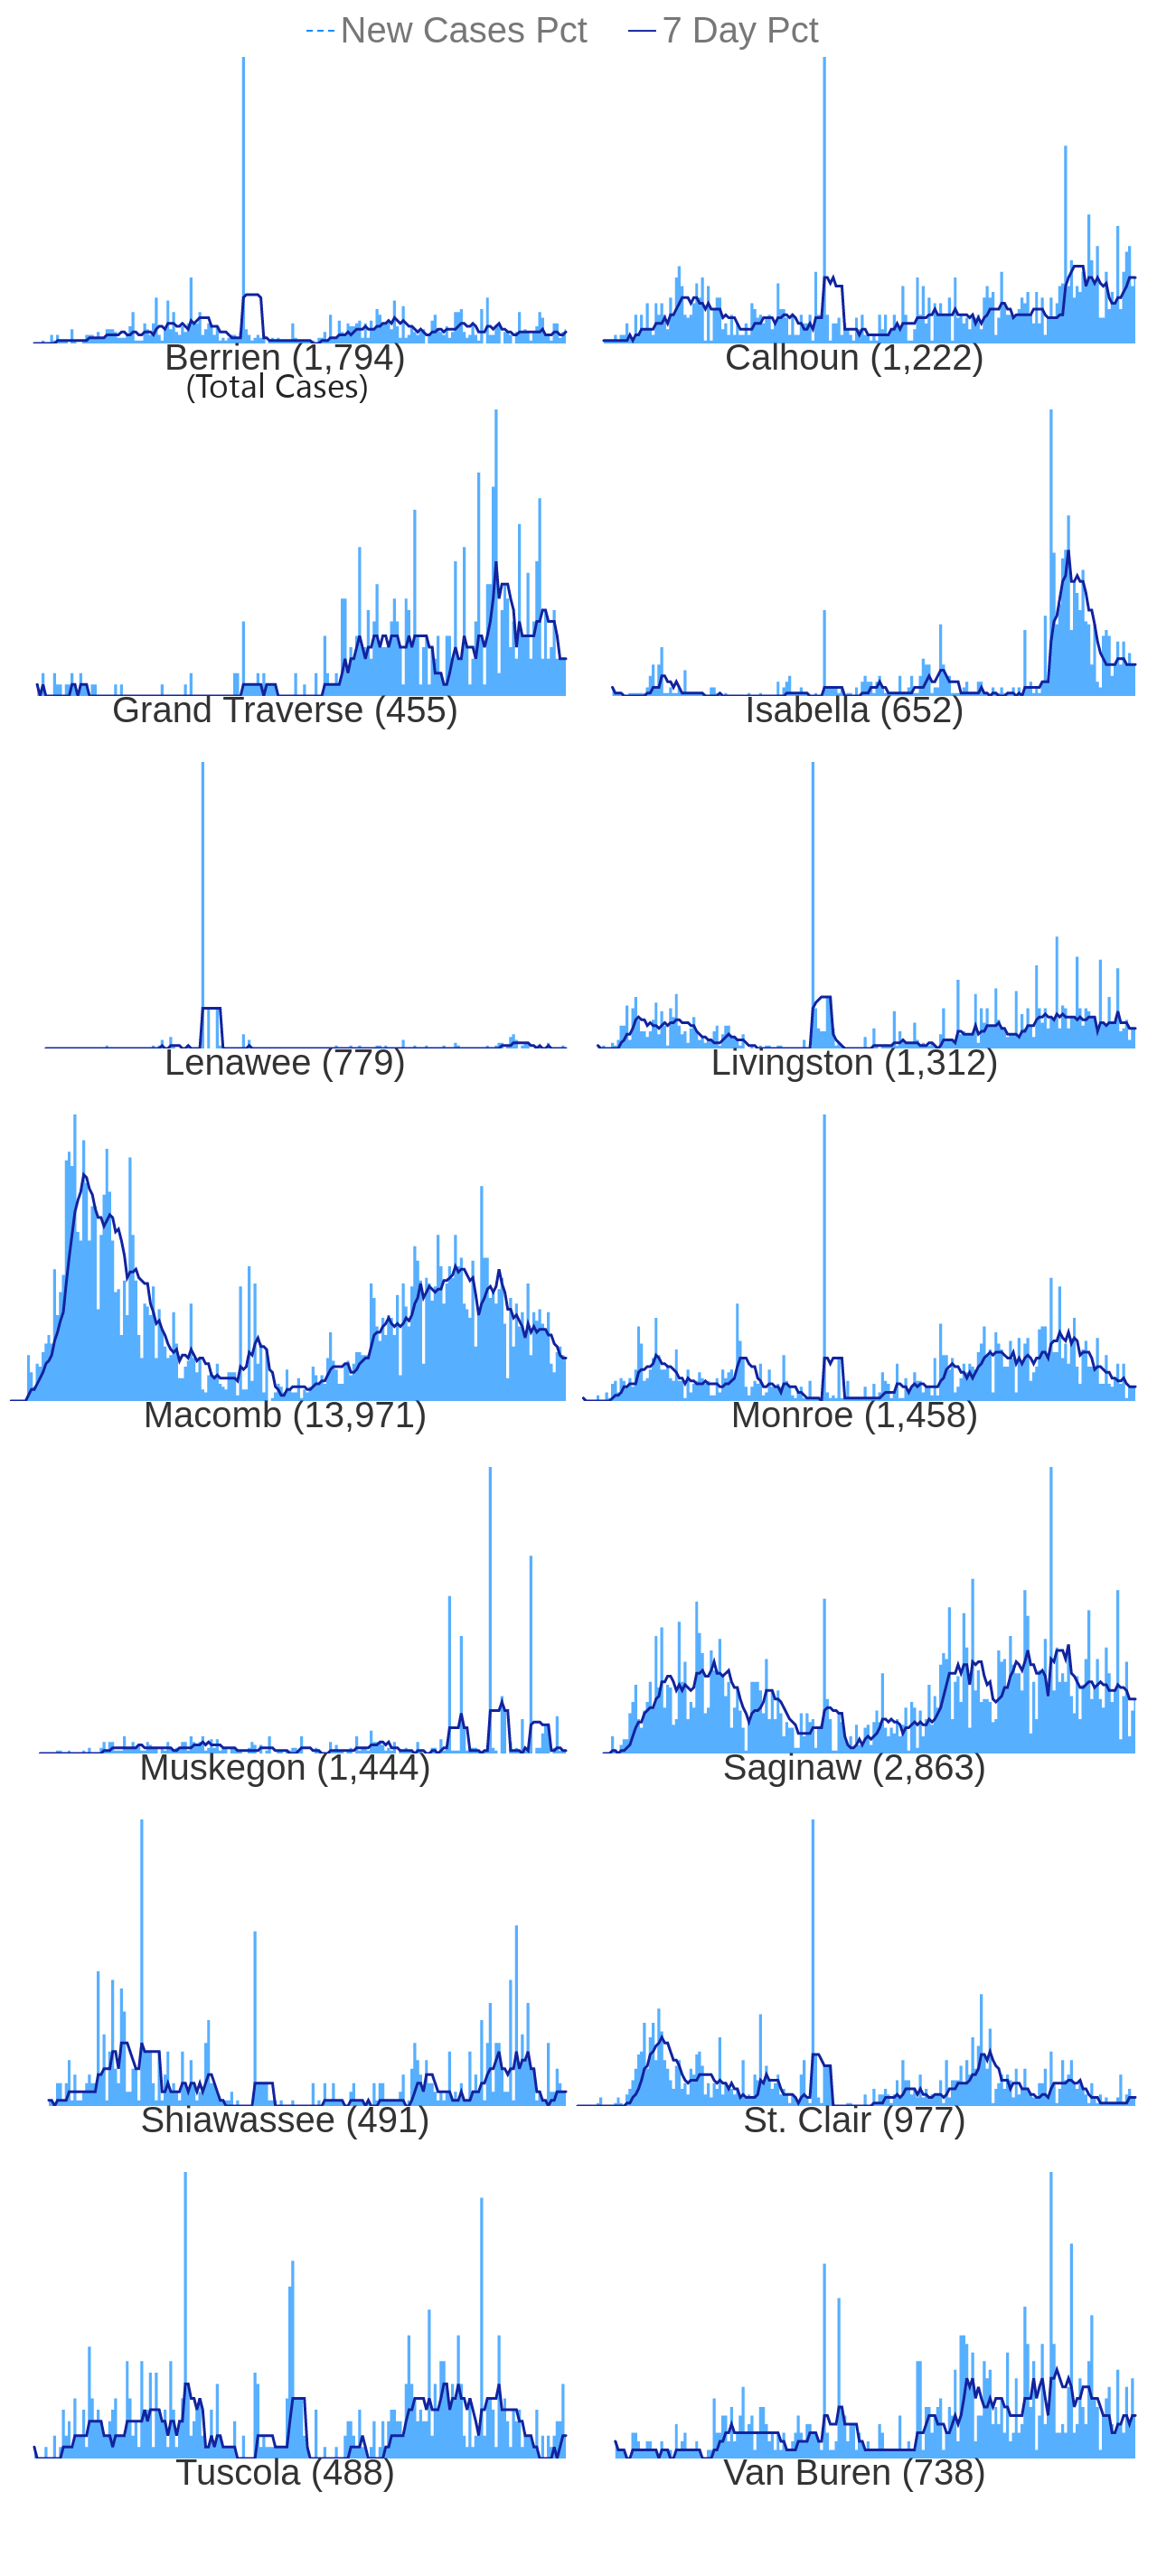 New Cases Pct 7 Day Pct
Berrien (1,794) Calhoun (1,222)
(Total Cases)
Grand Traverse (455) Isabella (652)
Lenawee (779) Livingston (1,312)
Macomb (13,971) Monroe (1,458)
Muskegon (1,444) Saginaw (2,863)
Shiawassee (491) St. Clair (977)
Tuscola (488) Van Buren (738)